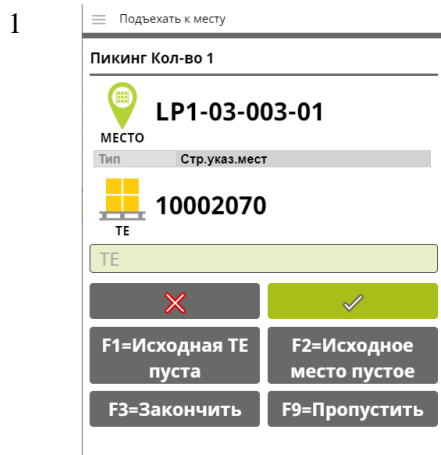 1
Подъехать к месту
Пикинг Кол-во 1
LP1-03-003-01
МЕСТО
Тип Стр.указ.мест
10002070
ТЕ
ТЕ
F1=Исходная ТЕ пуста
F2=Исходное место пустое
F3=Закончить
F9=Пропустить